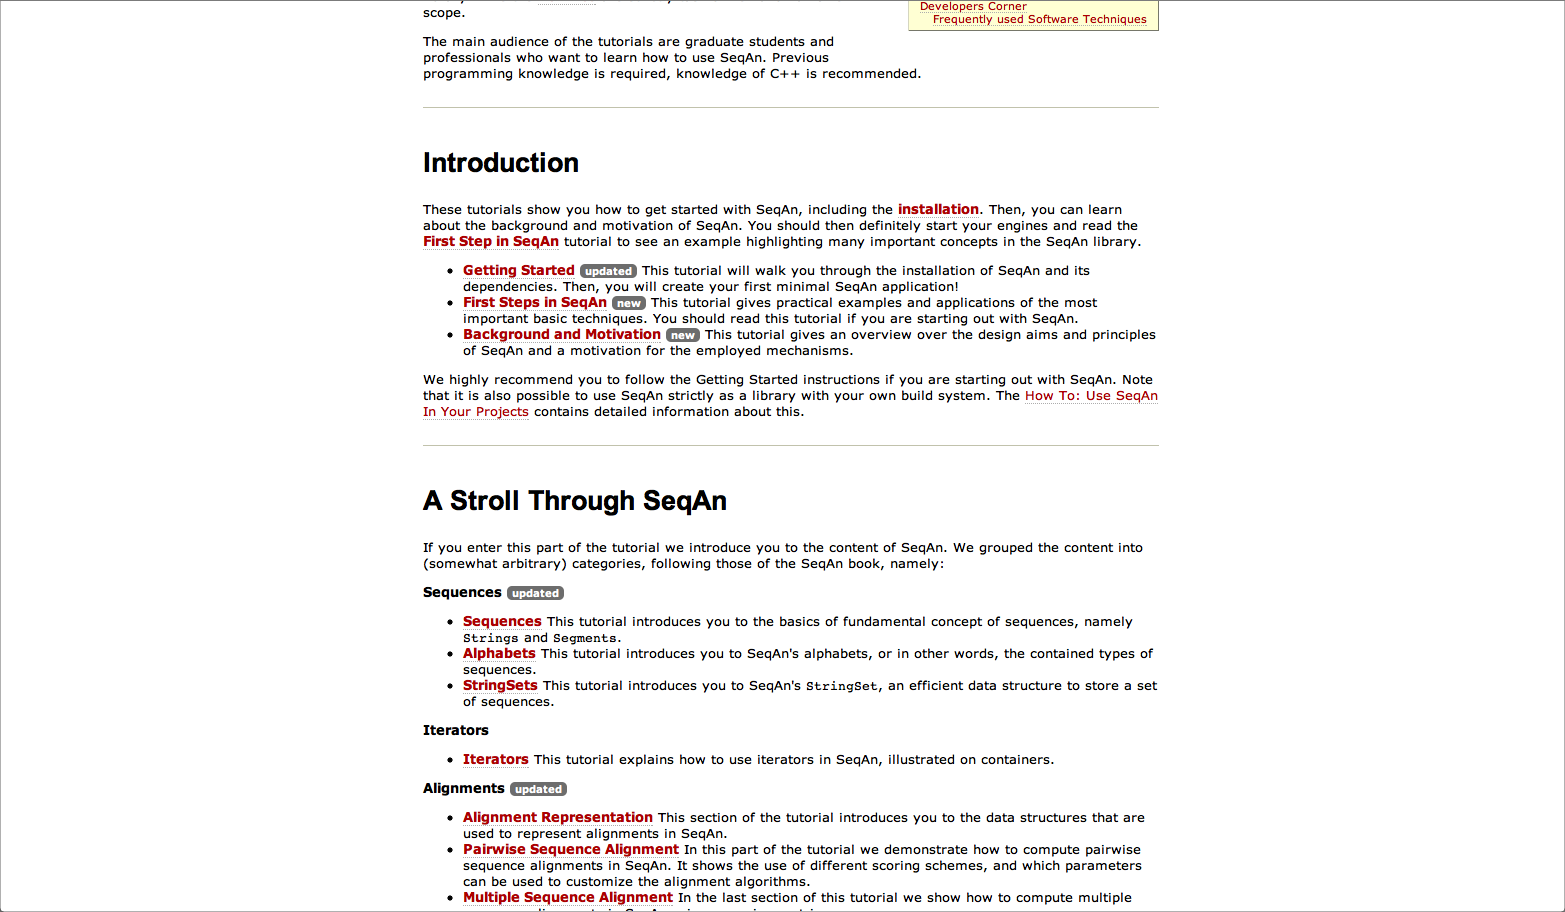 scope.
Developers Corner
Frequently used Software Techniques
The main audience of the tutorials are graduate students and
professionals who want to learn how to use SeqAn. Previous
programming knowledge is required, knowledge of C++ is recommended.
Introduction
These tutorials show you how to get started with SeqAn, including the installation. Then, you can learn
about the background and motivation of SeqAn. You should then definitely start your engines and read the
First Step in SeqAn tutorial to see an example highlighting many important concepts in the SeqAn library.
• Getting Started updated This tutorial will walk you through the installation of SeqAn and its
dependencies. Then, you will create your first minimal SeqAn application!
• First Steps in SeqAn new This tutorial gives practical examples and applications of the most
important basic techniques. You should read this tutorial if you are starting out with SeqAn.
• Background and Motivation new This tutorial gives an overview over the design aims and principles
of SeqAn and a motivation for the employed mechanisms.
We highly recommend you to follow the Getting Started instructions if you are starting out with SeqAn. Note
that it is also possible to use SeqAn strictly as a library with your own build system. The How To: Use SeqAn
In Your Projects contains detailed information about this.
A Stroll Through SeqAn
If you enter this part of the tutorial we introduce you to the content of SeqAn. We grouped the content into
(somewhat arbitrary) categories, following those of the SeqAn book, namely:
Sequences updated
• Sequences This tutorial introduces you to the basics of fundamental concept of sequences, namely
Strings and Segments.
• Alphabets This tutorial introduces you to SeqAn's alphabets, or in other words, the contained types of
sequences.
• StringSets This tutorial introduces you to SeqAn's StringSet, an efficient data structure to store a set
of sequences.
Iterators
• Iterators This tutorial explains how to use iterators in SeqAn, illustrated on containers.
Alignments updated
• Alignment Representation This section of the tutorial introduces you to the data structures that are
used to represent alignments in SeqAn.
• Pairwise Sequence Alignment In this part of the tutorial we demonstrate how to compute pairwise
sequence alignments in SeqAn. It shows the use of different scoring schemes, and which parameters
can be used to customize the alignment algorithms.
• Multiple Sequence Alignment In the last section of this tutorial we show how to compute multiple